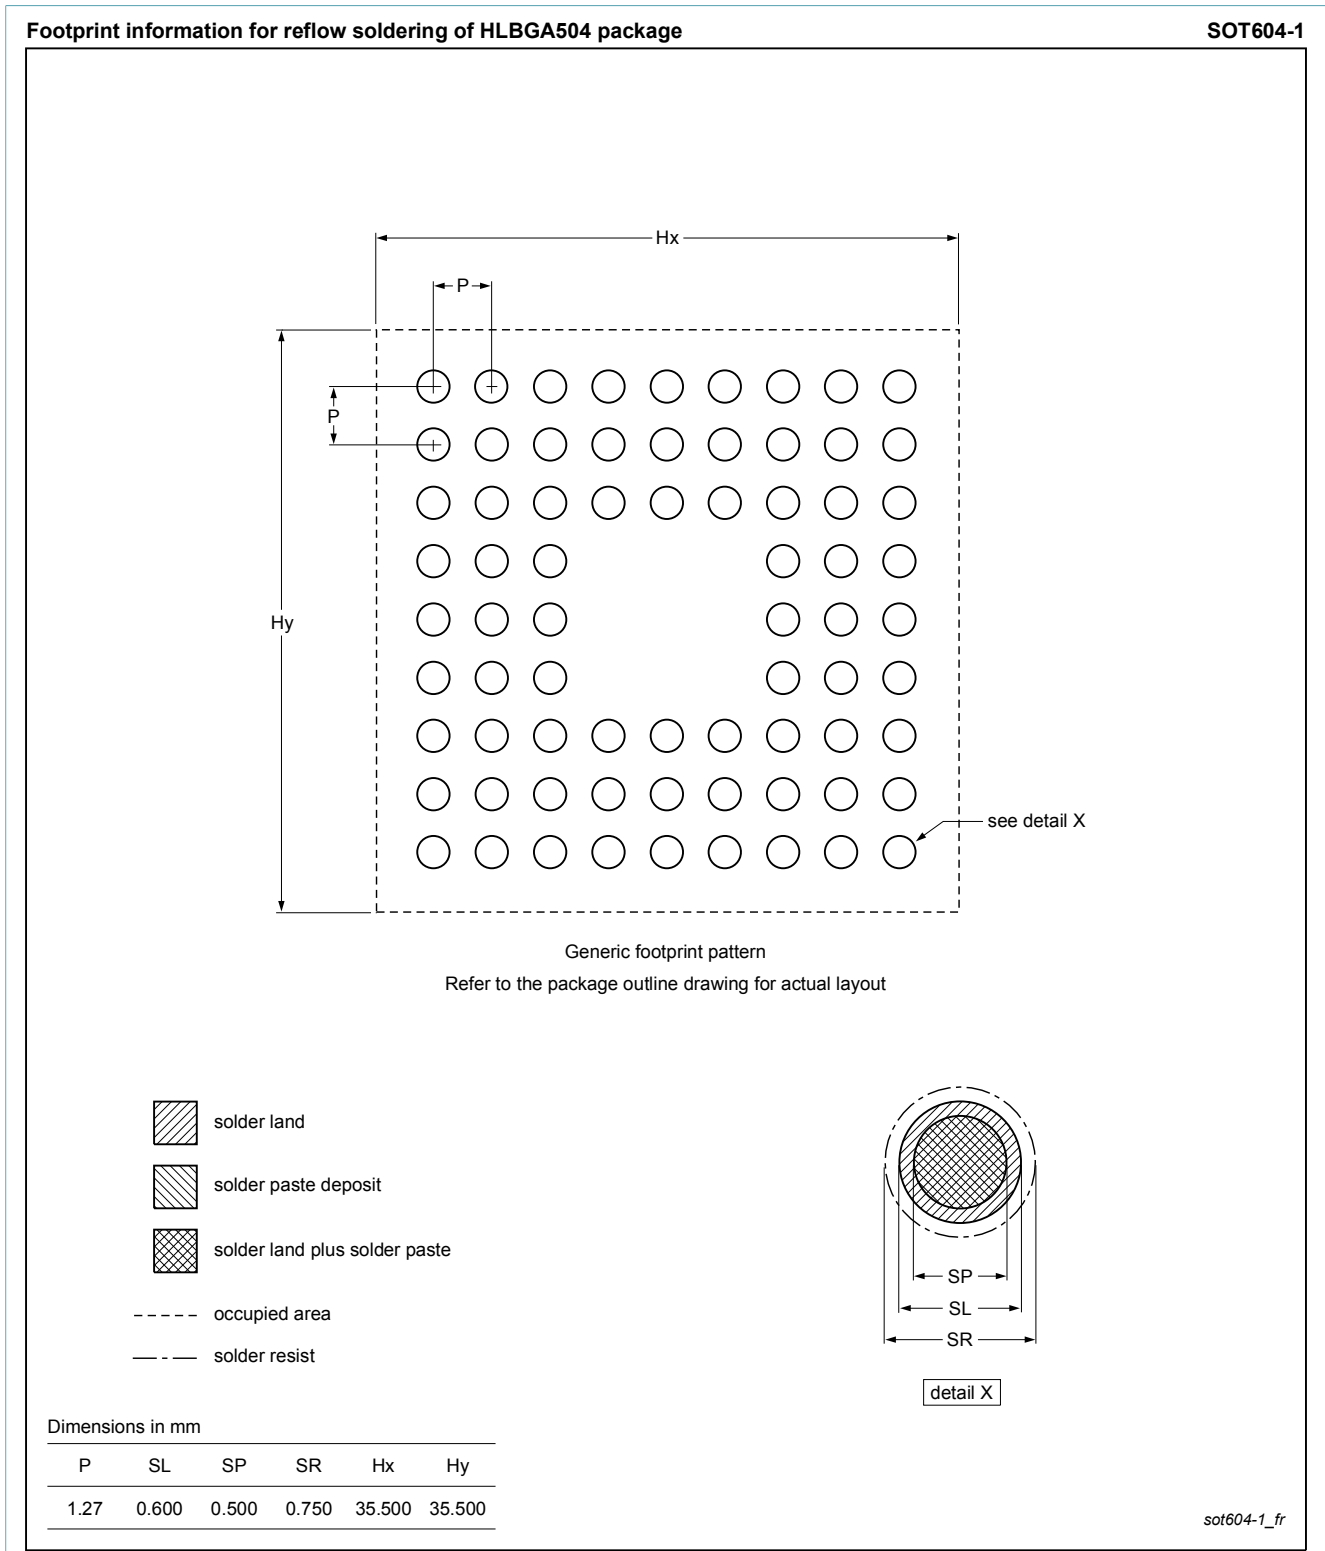 Footprint information for reflow soldering of HLBGA504 package SOT604-1
Hx
P
P
Hy
see detail X
Generic footprint pattern
Refer to the package outline drawing for actual layout
solder land
solder paste deposit
solder land plus solder paste
occupied area
solder resist
SP
SL
SR
detail X
Dimensions in mm
P SL SP SR Hx Hy
1.27 0.600 0.500 0.750 35.500 35.500
sot604-1_fr